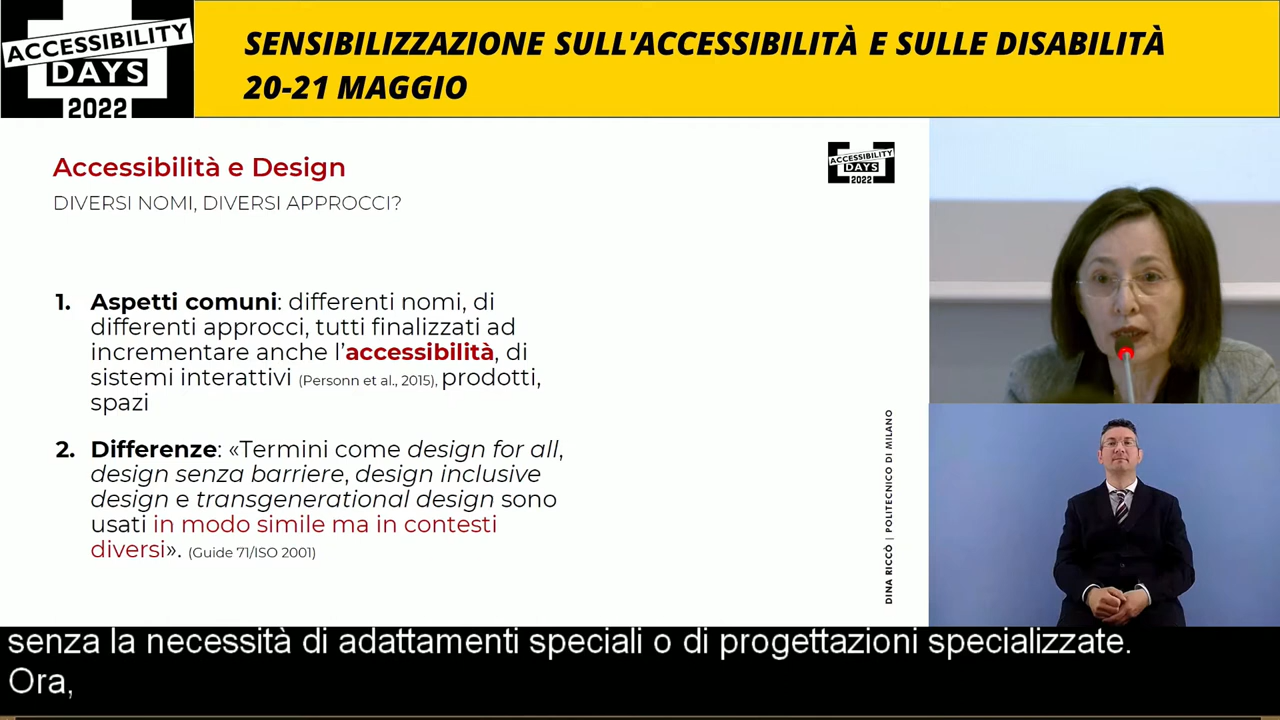 ACCESSIBILITY
DAYS
2022
SENSIBILIZZAZIONE SULL'ACCESSIBILITÀ E SULLE DISABILITÀ
20-21 MAGGIO
Accessibilità e Design
DIVERSI NOMI, DIVERSI APPROCCI?
ACCESSIBILITY
DAYS
2022
1. Aspetti comuni: differenti nomi, di
differenti approcci, tutti finalizzati ad
incrementare anche l'accessibilità, di
sistemi interattivi (Personn et al., 2015), prodotti,
spazi
2. Differenze: «Termini come design for all,
design senza barriere, design inclusive
design e transgenerational design sono
usati in modo simile ma in contesti
diversi». (Guide 71/ISO 2001)
DINA RICCÒ | POLITECNICO DI MILANO
senza la necessità di adattamenti speciali o di progettazioni specializzate.
Ora,